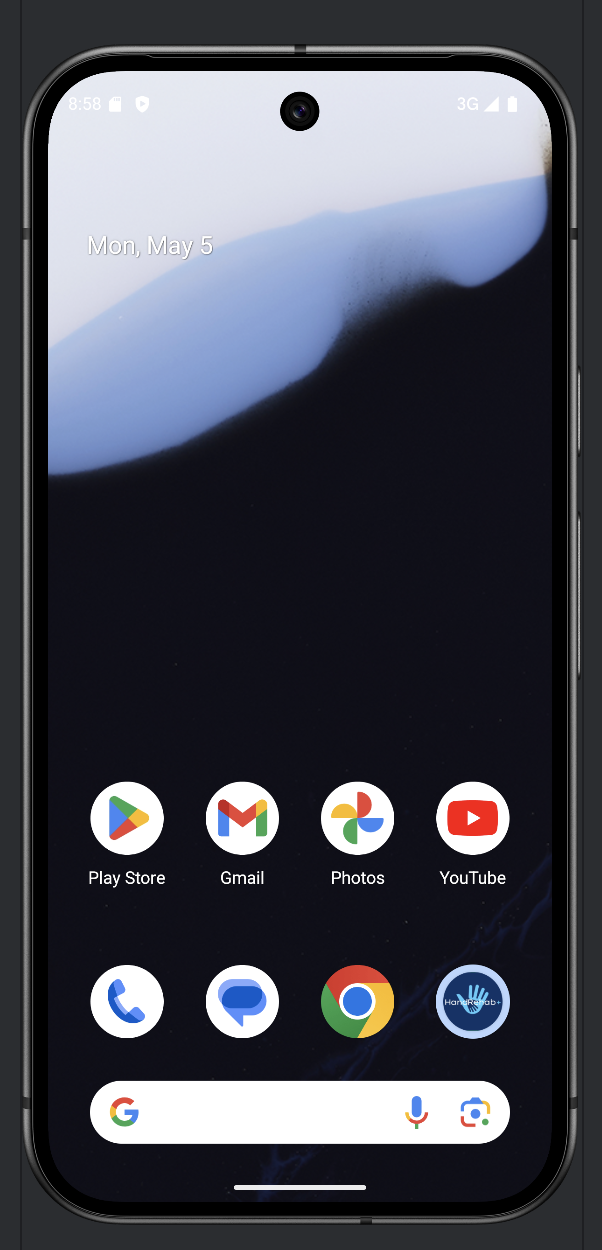 8:58 3G
Mon, May 5
Play Store Gmail Photos YouTube
HandRehab+